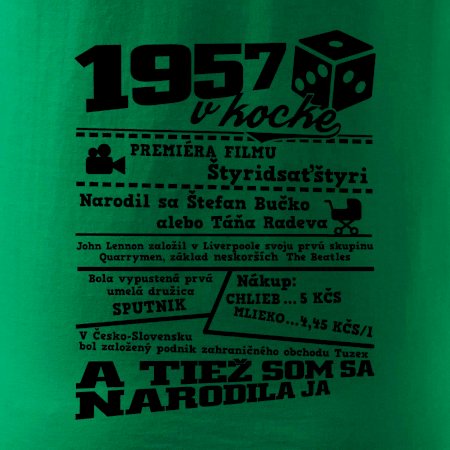 1957
v kocke
PREMIÉRA FILMU
Štyridsaťštyri
Narodil sa Štefan Bučko
alebo Táňa Radeva
John Lennon založil v Liverpoole svoju prvú skupinu
Quarrymen, základ neskorších The Beatles
Bola vypustená prvá
umelá družica
SPUTNIK
Nákup:
CHLIEB...5 KČS
MLIEKO...4,45 KČS/l
V Česko-Slovensku
bol založený podnik zahraničného obchodu Tuzex
A TIEŽ SOM SA
NARODILA JA